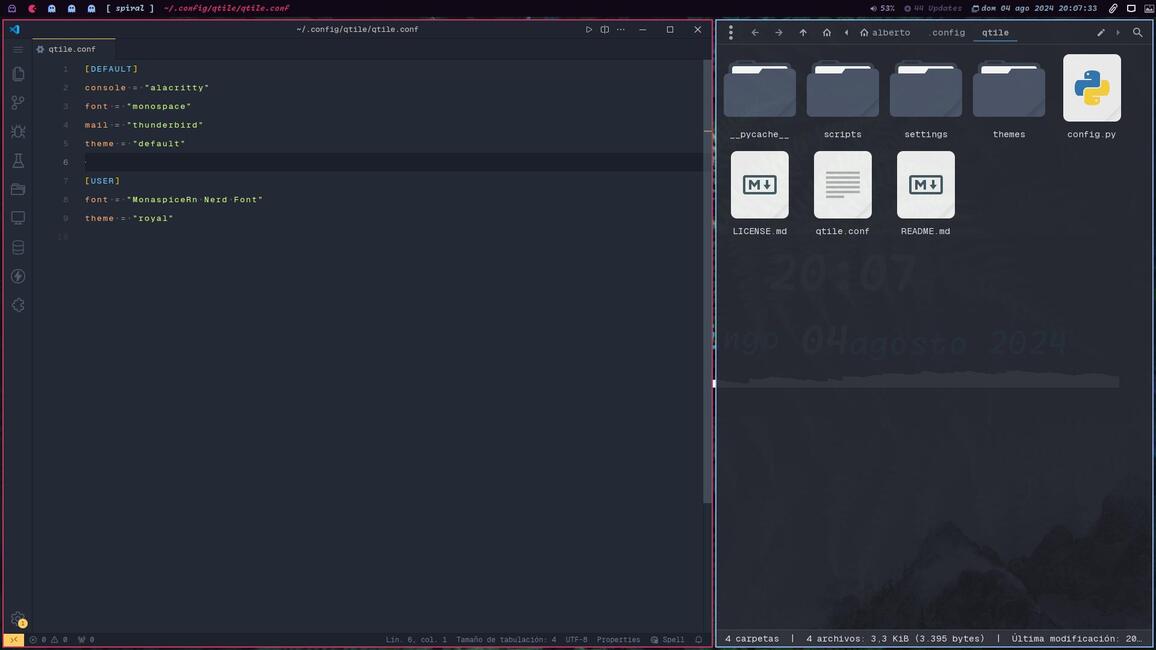 [ spiral ] ~/.config/qtile/qtile.conf
53% 44 Updates dom 04 ago 2024 20:07:33
~/.config/qtile/qtile.conf
qtile.conf
1 [DEFAULT]
2 console = "alacritty"
3 font = "monospace"
4 mail = "thunderbird"
5 theme = "default"
6
7 [USER]
8 font = "MonaspiceRn Nerd Font"
9 theme = "royal"
10
1
0 0 0 Lín. 6, col. 1 Tamaño de tabulación: 4 UTF-8 Properties Spell
alberto .config qtile
__pycache__ scripts settings themes config.py
LICENSE.md qtile.conf README.md
20:07
ngo 04agosto 2024
4 carpetas | 4 archivos: 3,3 KiB (3.395 bytes) | Última modificación: 20…